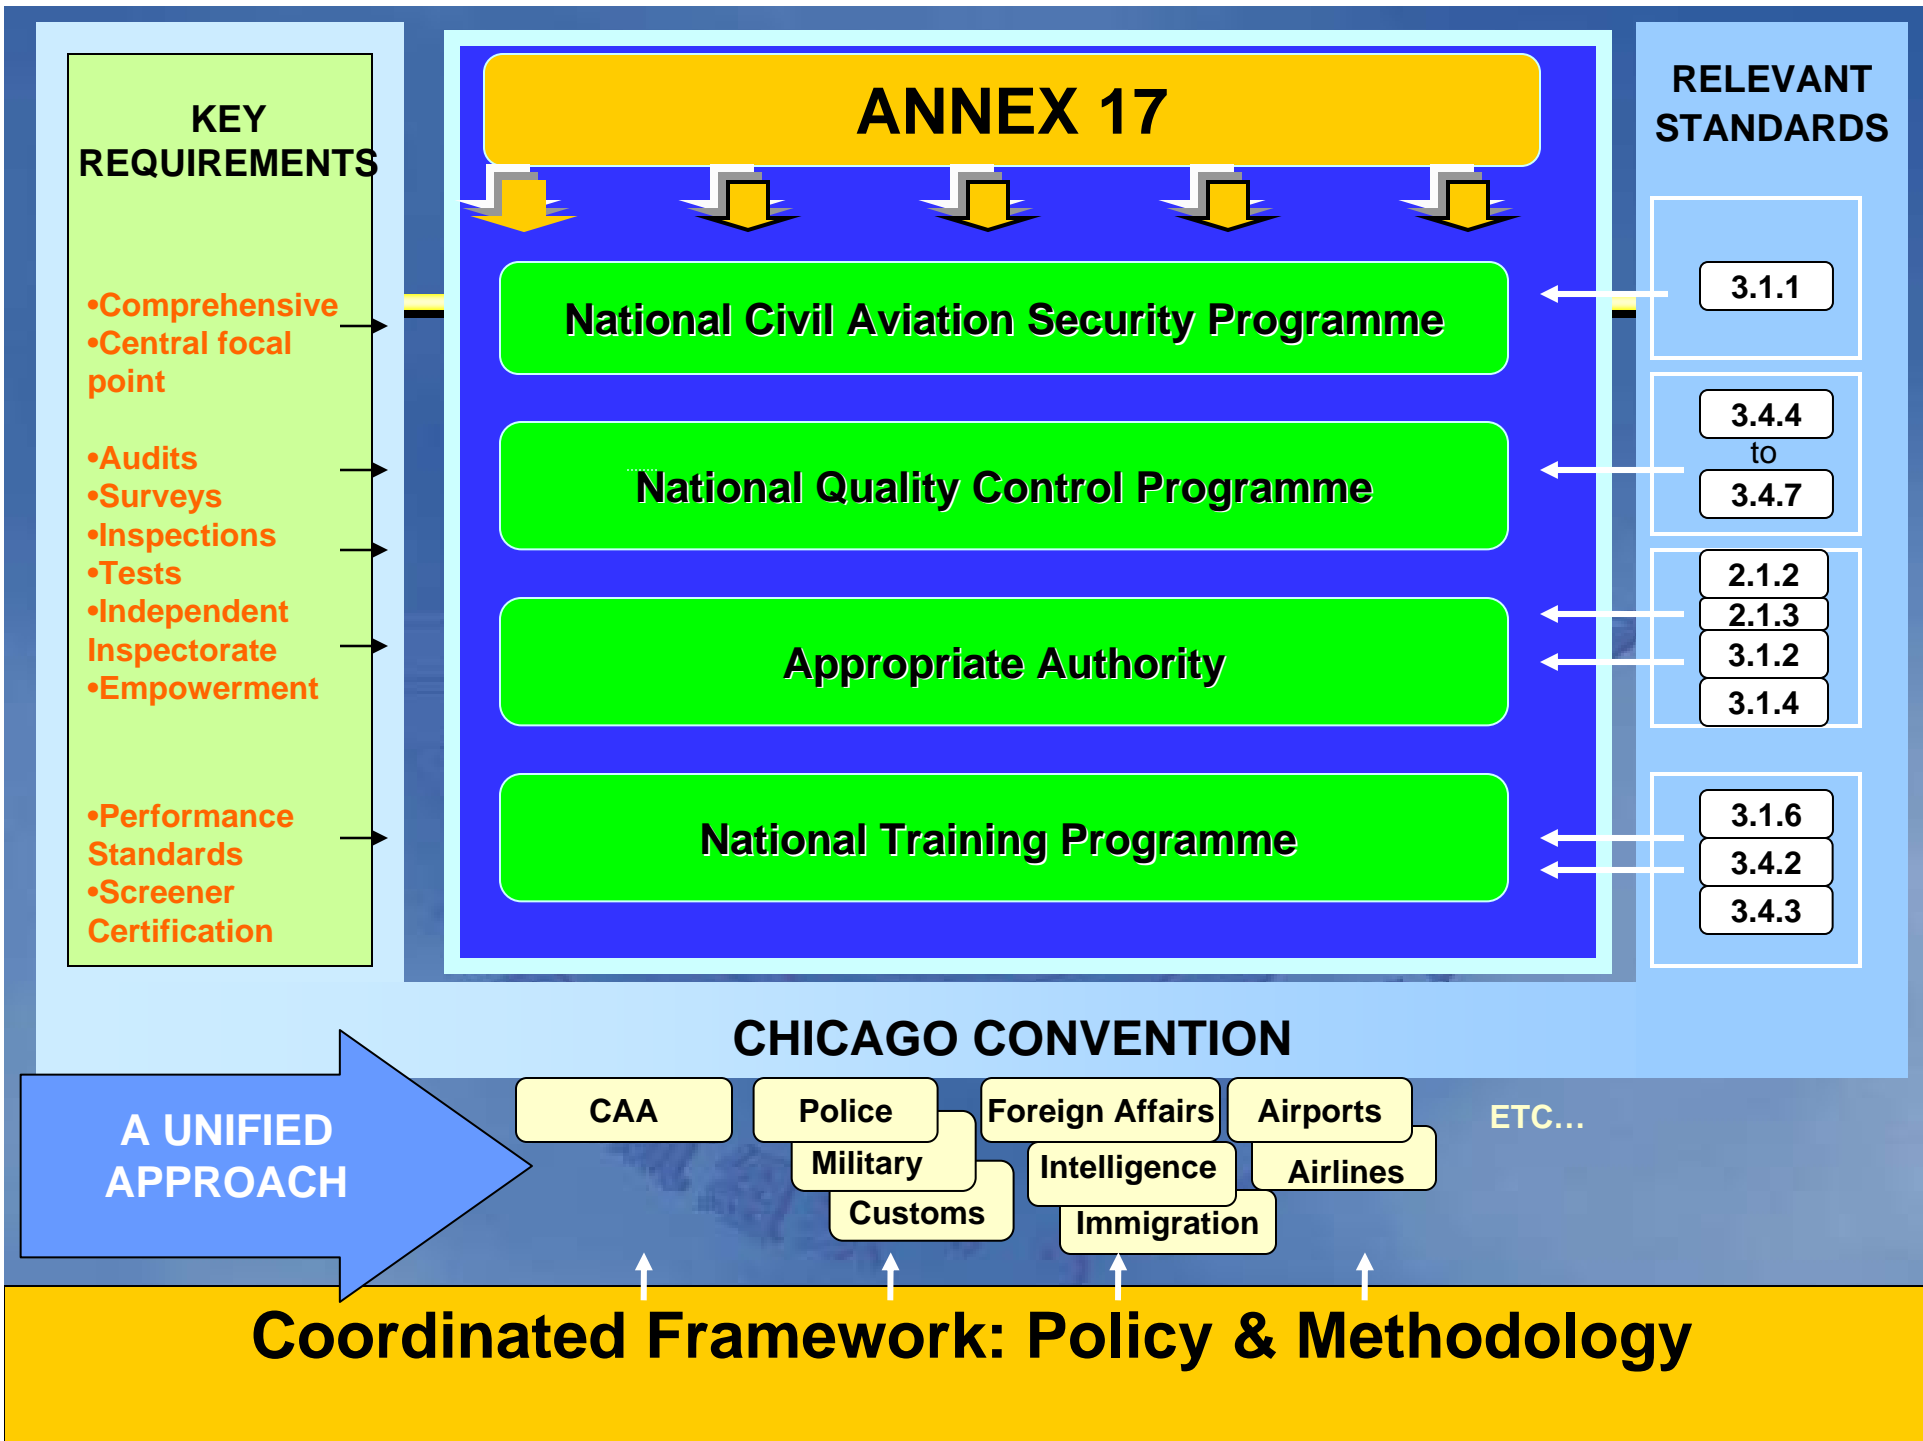 KEY
REQUIREMENTS
•Comprehensive
•Central focal
point
•Audits
•Surveys
•Inspections
•Tests
•Independent
Inspectorate
•Empowerment
•Performance
Standards
•Screener
Certification
ANNEX 17
National Civil Aviation Security Programme
National Quality Control Programme
Appropriate Authority
National Training Programme
RELEVANT
STANDARDS
3.1.1
3.4.4
to
3.4.7
2.1.2
2.1.3
3.1.2
3.1.4
3.1.6
3.4.2
3.4.3
CHICAGO CONVENTION
A UNIFIED
APPROACH
CAA
Police
Military
Customs
Foreign Affairs
Intelligence
Immigration
Airports
Airlines
ETC…
Coordinated Framework: Policy & Methodology